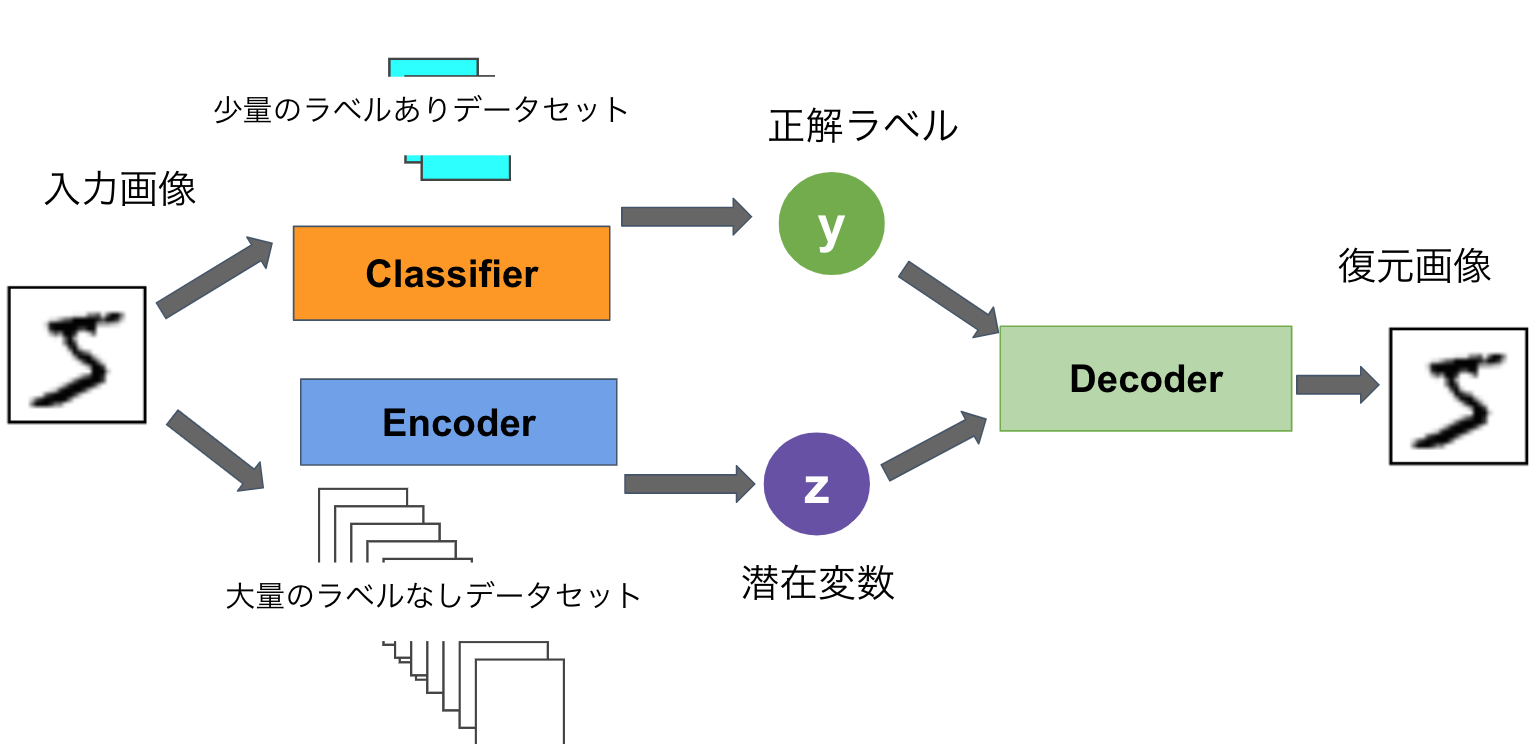 少量のラベルありデータセット
正解ラベル
入力画像
y
Classifier
復元画像
Decoder
Encoder
z
潜在変数
大量のラベルなしデータセット